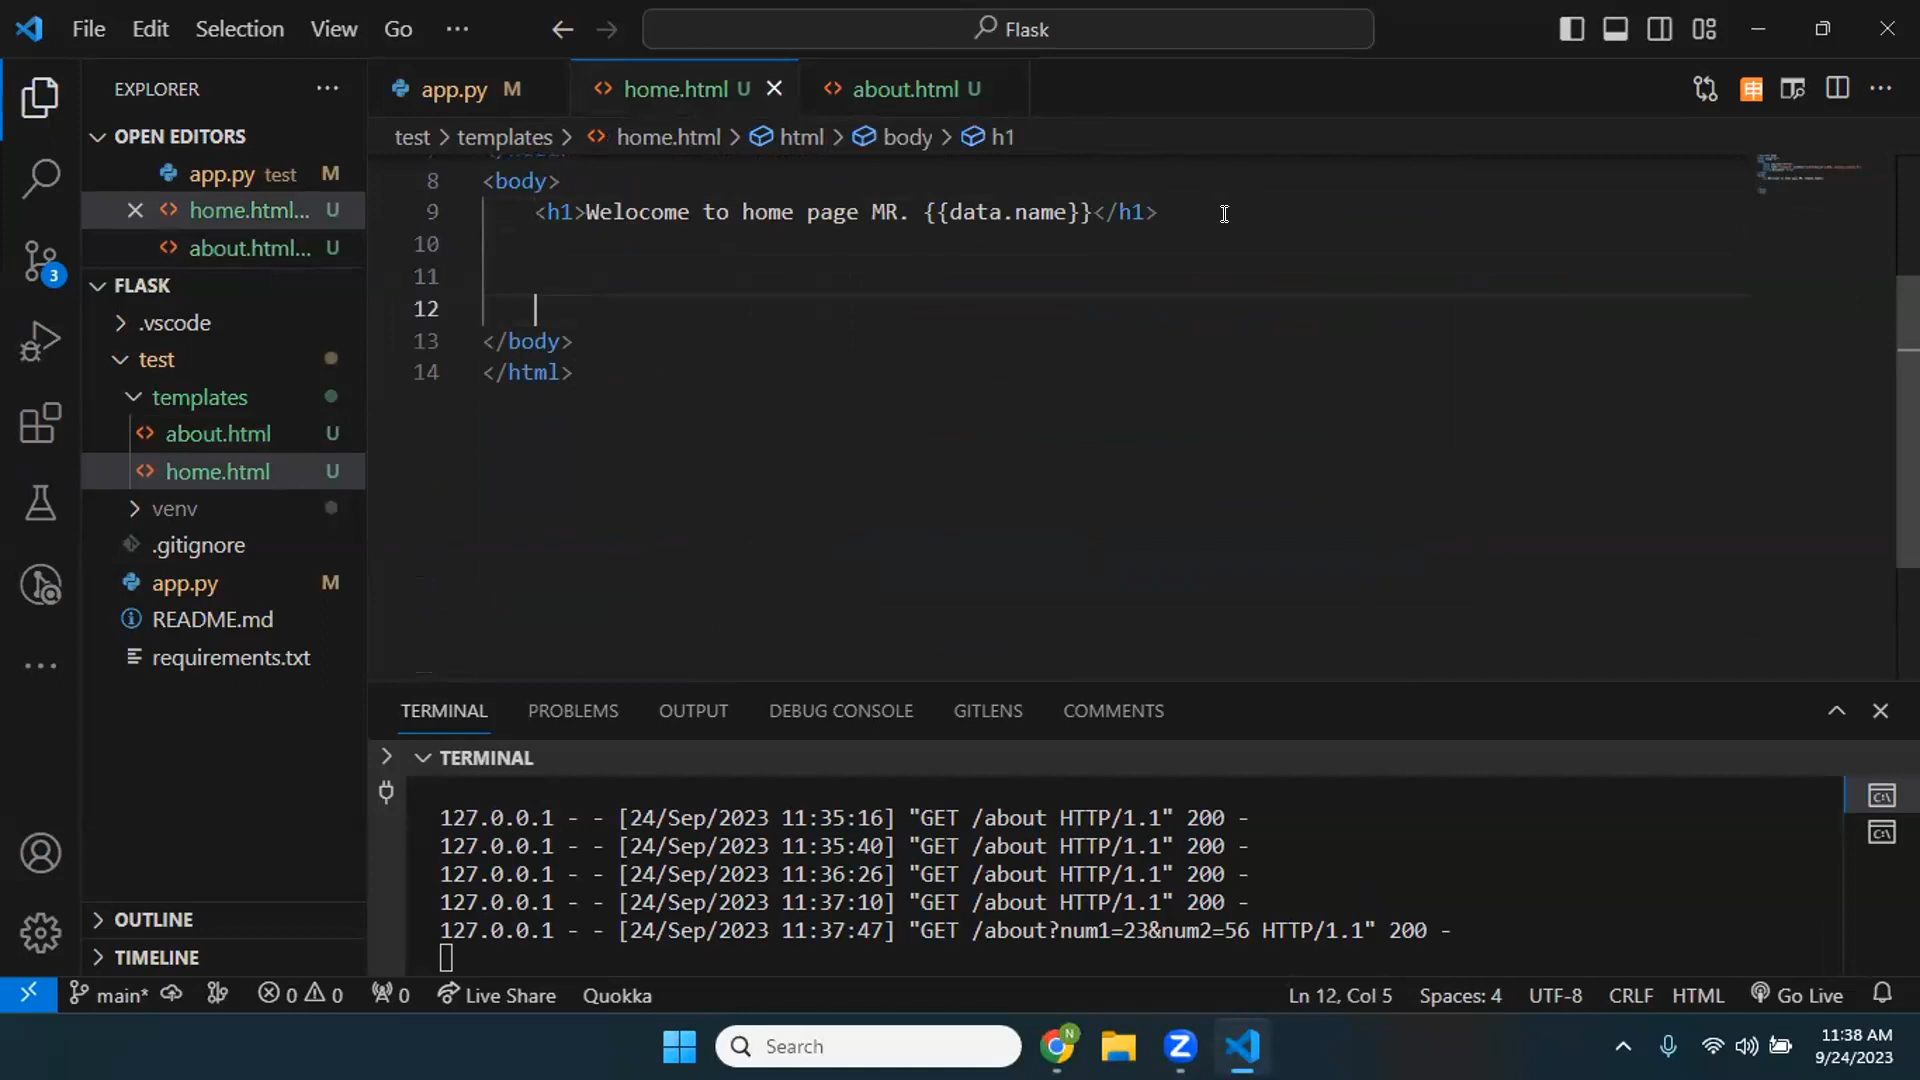 File Edit Selection View Go ··· Flask
EXPLORER ···
OPEN EDITORS
app.py test M
home.html... U
about.html... U
FLASK
.vscode
test
templates
about.html U
home.html U
venv
.gitignore
app.py M
README.md
requirements.txt
OUTLINE
TIMELINE
3
app.py M home.html U about.html U
test > templates > home.html > html > body > h1
8 <body>
9 <h1>Welocome to home page MR. {{data.name}}</h1>
10
11
12
13 </body>
14 </html>
TERMINAL PROBLEMS OUTPUT DEBUG CONSOLE GITLENS COMMENTS
TERMINAL
127.0.0.1 - - [24/Sep/2023 11:35:16] "GET /about HTTP/1.1" 200 -
127.0.0.1 - - [24/Sep/2023 11:35:40] "GET /about HTTP/1.1" 200 -
127.0.0.1 - - [24/Sep/2023 11:36:26] "GET /about HTTP/1.1" 200 -
127.0.0.1 - - [24/Sep/2023 11:37:10] "GET /about HTTP/1.1" 200 -
127.0.0.1 - - [24/Sep/2023 11:37:47] "GET /about?num1=23&num2=56 HTTP/1.1" 200 -
main* 0 0 0 Live Share Quokka Ln 12, Col 5 Spaces: 4 UTF-8 CRLF HTML Go Live
Search
N
11:38 AM
9/24/2023